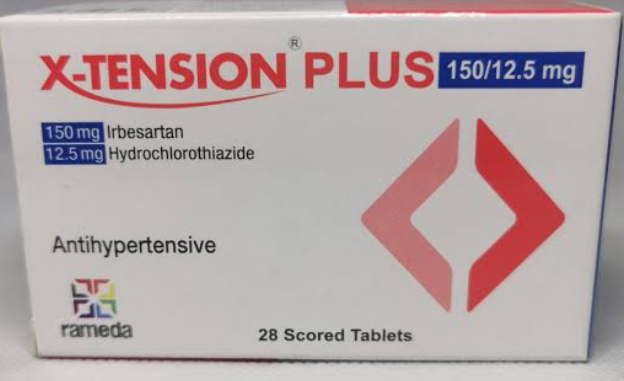 X-TENSION® PLUS 150/12.5 mg
150 mg Irbesartan
12.5 mg Hydrochlorothiazide
Antihypertensive
rameda
28 Scored Tablets